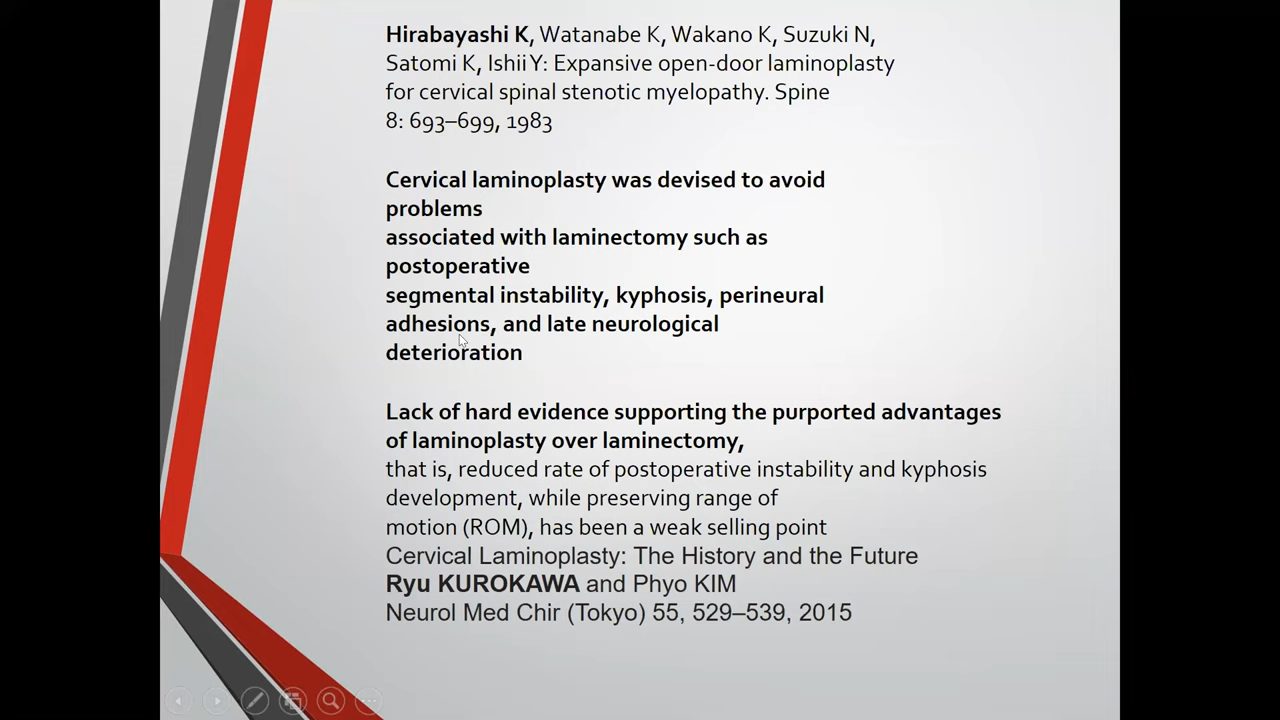 Hirabayashi K, Watanabe K, Wakano K, Suzuki N,
Satomi K, Ishii Y: Expansive open-door laminoplasty
for cervical spinal stenotic myelopathy. Spine
8: 693–699, 1983
Cervical laminoplasty was devised to avoid
problems
associated with laminectomy such as
postoperative
segmental instability, kyphosis, perineural
adhesions, and late neurological
deterioration
Lack of hard evidence supporting the purported advantages
of laminoplasty over laminectomy,
that is, reduced rate of postoperative instability and kyphosis
development, while preserving range of
motion (ROM), has been a weak selling point
Cervical Laminoplasty: The History and the Future
Ryu KUROKAWA and Phyo KIM
Neurol Med Chir (Tokyo) 55, 529–539, 2015